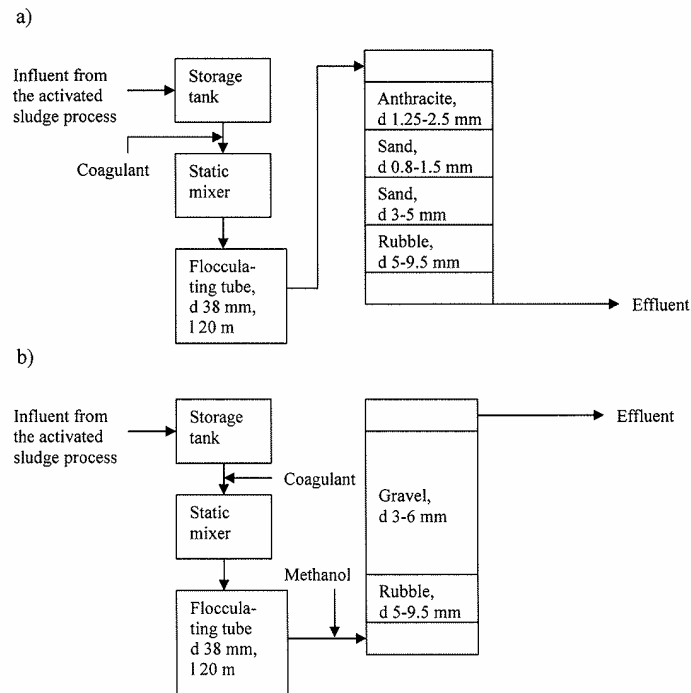 a)
Influent from
the activated
sludge process
Storage
tank
Coagulant
Static
mixer
Floccula-
ting tube,
d 38 mm,
l 20 m
Anthracite,
d 1.25-2.5 mm
Sand,
d 0.8-1.5 mm
Sand,
d 3-5 mm
Rubble,
d 5-9.5 mm
Effluent
b)
Influent from
the activated
sludge process
Storage
tank
Coagulant
Static
mixer
Methanol
Floccula-
ting tube
d 38 mm,
l 20 m
Effluent
Gravel,
d 3-6 mm
Rubble,
d 5-9.5 mm